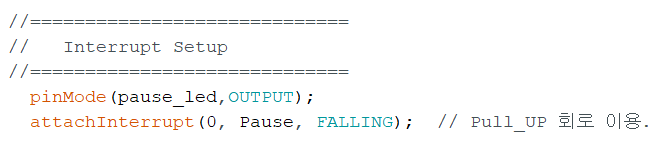 //=============================
//   Interrupt Setup
//=============================
  pinMode(pause_led,OUTPUT);
  attachInterrupt(0, Pause, FALLING);  // Pull_UP 회로 이용.